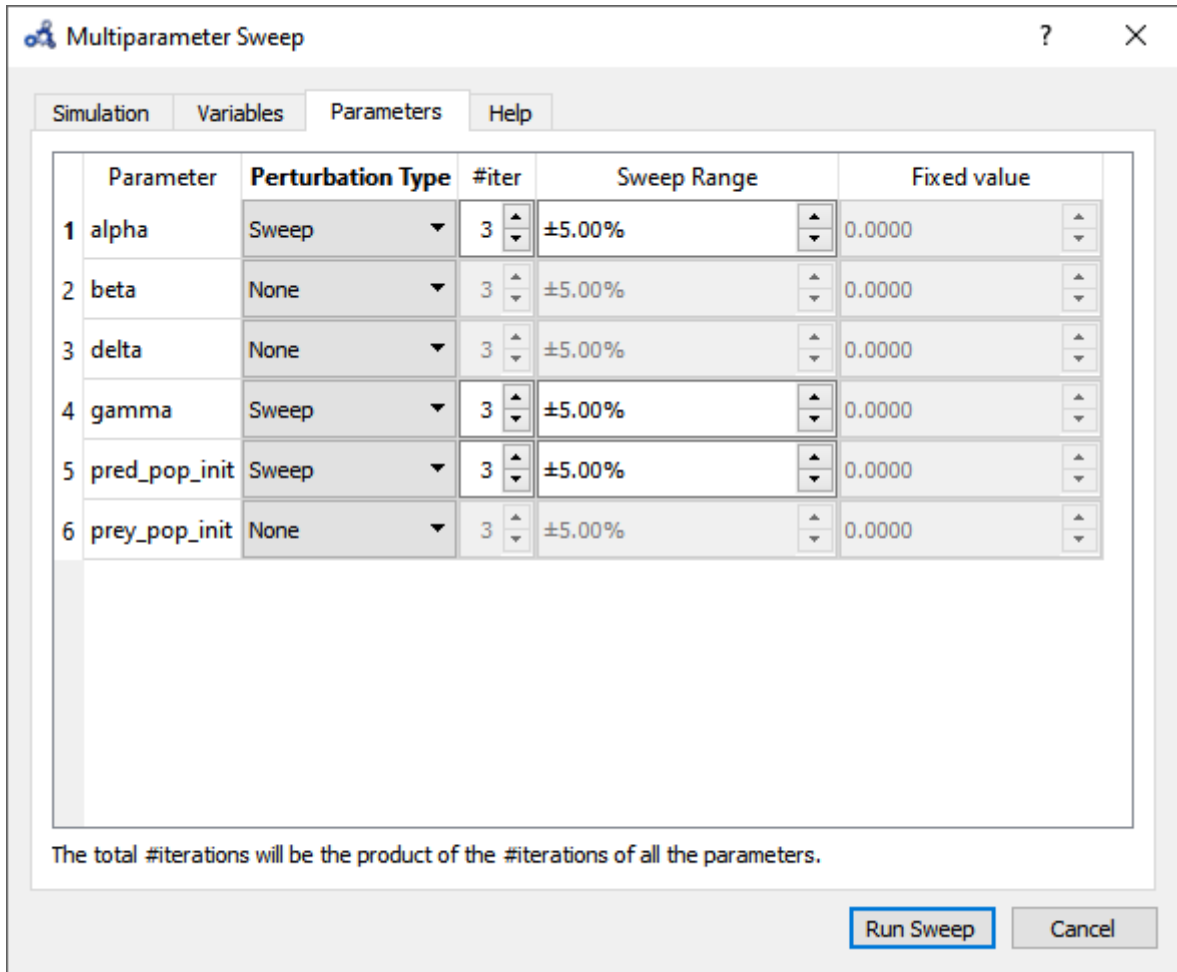 Multiparameter Sweep ?
Simulation Variables Parameters Help
Parameter Perturbation Type #iter Sweep Range Fixed value
1 alpha Sweep 3 ±5.00% 0.0000
2 beta None 3 ±5.00% 0.0000
3 delta None 3 ±5.00% 0.0000
4 gamma Sweep 3 ±5.00% 0.0000
5 pred_pop_init Sweep 3 ±5.00% 0.0000
6 prey_pop_init None 3 ±5.00% 0.0000
The total #iterations will be the product of the #iterations of all the parameters.
Run Sweep Cancel